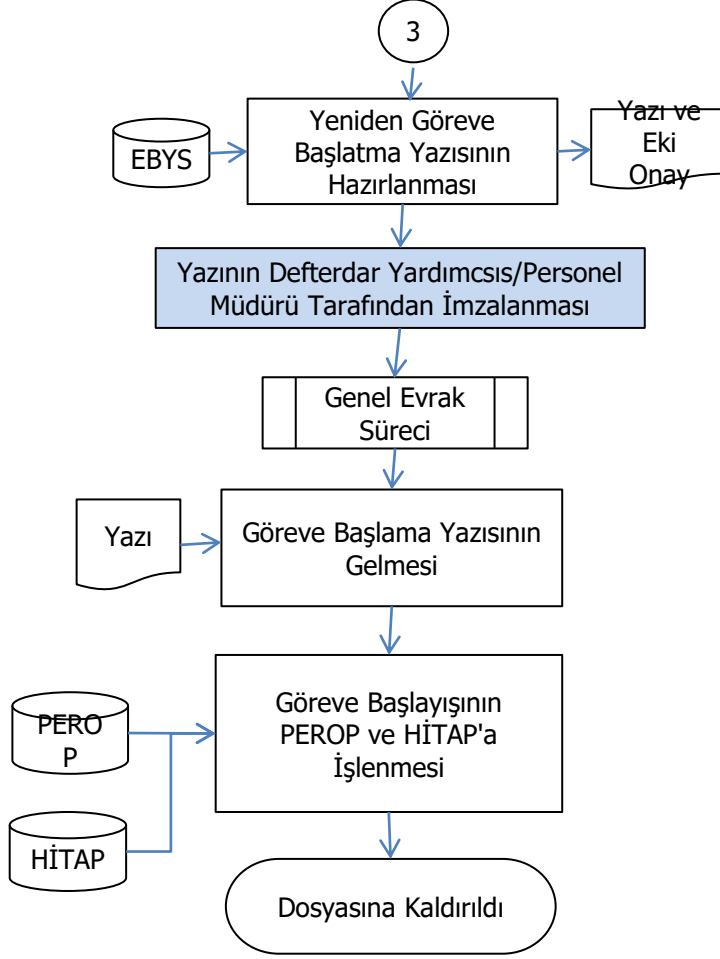 3
EBYS
Yeniden Göreve
Başlatma Yazısının
Hazırlanması
Yazı ve
Eki
Onay
Yazının Defterdar Yardımcsıs/Personel
Müdürü Tarafından İmzalanması
Genel Evrak
Süreci
Yazı
Göreve Başlama Yazısının
Gelmesi
PERO
P
HİTAP
Göreve Başlayışının
PEROP ve HİTAP'a
İşlenmesi
Dosyasına Kaldırıldı